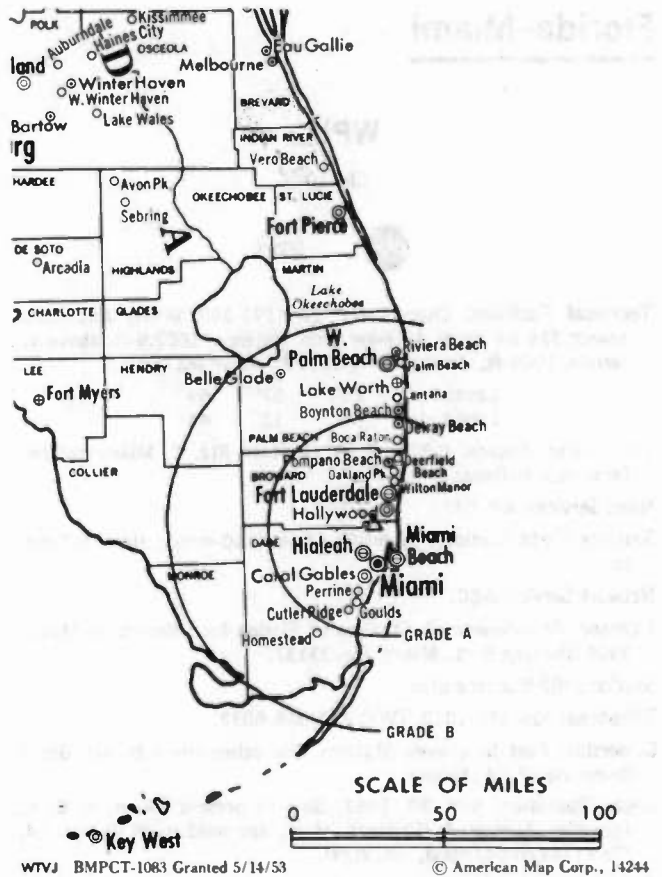 POLK
Kissimmee
Auburndale
Haines City
OSCEOLA
Eau Gallie
Melbourne
land
D
Winter Haven
W. Winter Haven
BREVARD
Bartow
Lake Wales
INDIAN RIVER
rg
Vero Beach
HARDEE
Avon Pk.
OKEECHOBEE
ST. LUCIE
Sebring
Fort Pierce
A
DE SOTO
Arcadia
HIGHLANDS
MARTIN
Lake
Okeechobee
CHARLOTTE
GLADES
W.
Palm Beach
Riviera Beach
Palm Beach
LEE
HENDRY
Belle Glade
Lake Worth
Lantana
Fort Myers
Boynton Beach
Delray Beach
PALM BEACH
Boca Raton
COLLIER
Pompano Beach
Deerfield
Beach
BROWARD
Oakland Pk.
Wilton Manor
Fort Lauderdale
Hollywood
DADE
Hialeah
Miami
Beach
MONROE
Coral Gables
Miami
Perrine
Cutler Ridge
Goulds
Homestead
GRADE A
GRADE B
SCALE OF MILES
0 50 100
Key West
WTVJ BMPCT-1083 Granted 5/14/53
© American Map Corp., 14244